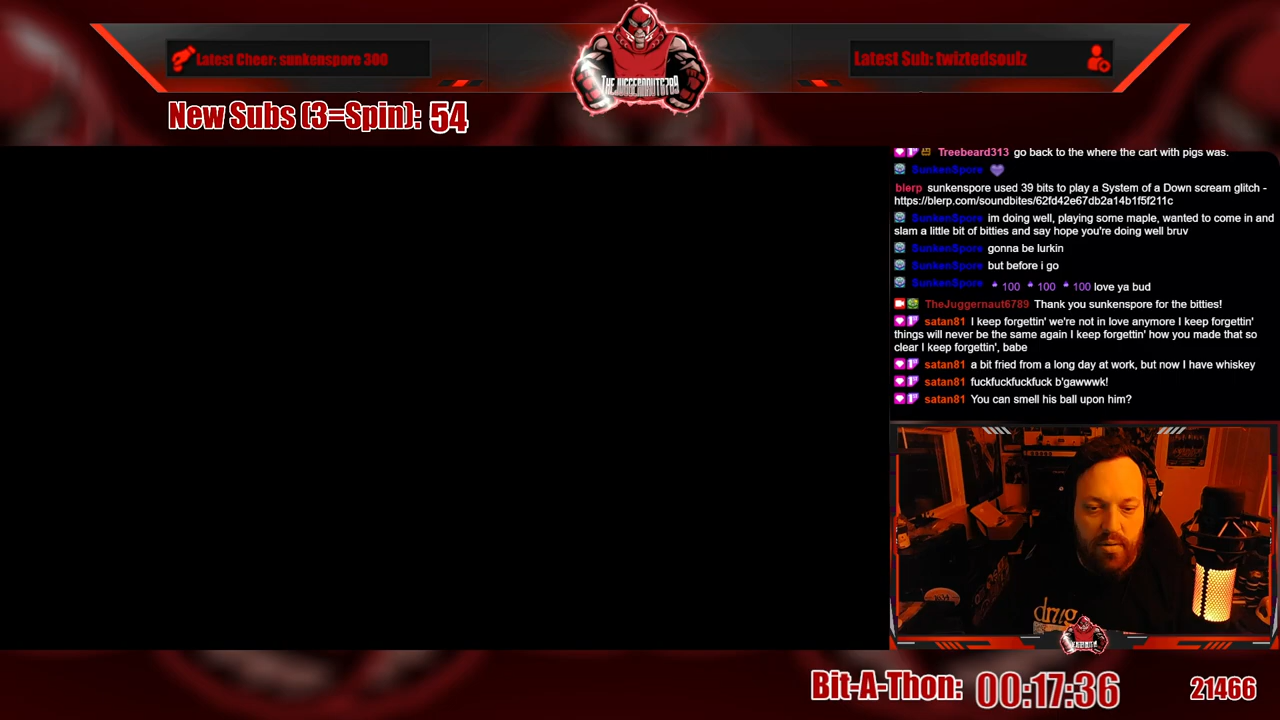 Latest Cheer: sunkenspore 300
THEJUGGERNAUT6789
Latest Sub: twiztedsoulz
New Subs (3=Spin): 54
Treebeard313 go back to the where the cart with pigs was.
SunkenSpore
blerp sunkenspore used 39 bits to play a System of a Down scream glitch -
https://blerp.com/soundbites/62fd42e67db2a14b1f5f211c
SunkenSpore im doing well, playing some maple, wanted to come in and
slam a little bit of bitties and say hope you're doing well bruv
SunkenSpore gonna be lurkin
SunkenSpore but before i go
SunkenSpore 100 100 100 love ya bud
TheJuggernaut6789 Thank you sunkenspore for the bitties!
satan81 I keep forgettin' we're not in love anymore I keep forgettin'
things will never be the same again I keep forgettin' how you made that so
clear I keep forgettin', babe
satan81 a bit fried from a long day at work, but now I have whiskey
satan81 fuckfuckfuckfuck b'gawwwk!
satan81 You can smell his ball upon him?
drug
Bit-A-Thon: 00:17:36 21466